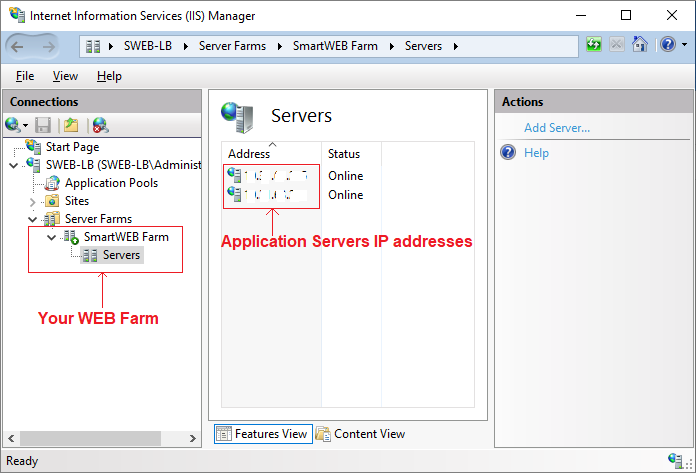 Internet Information Services (IIS) Manager
SWEB-LB Server Farms SmartWEB Farm Servers
File View Help
Connections
Start Page
SWEB-LB (SWEB-LB\Administ
Application Pools
Sites
Server Farms
SmartWEB Farm
Servers
Your WEB Farm
Servers
Address Status
Online
Online
Application Servers IP addresses
Features View Content View
Actions
Add Server...
Help
Ready